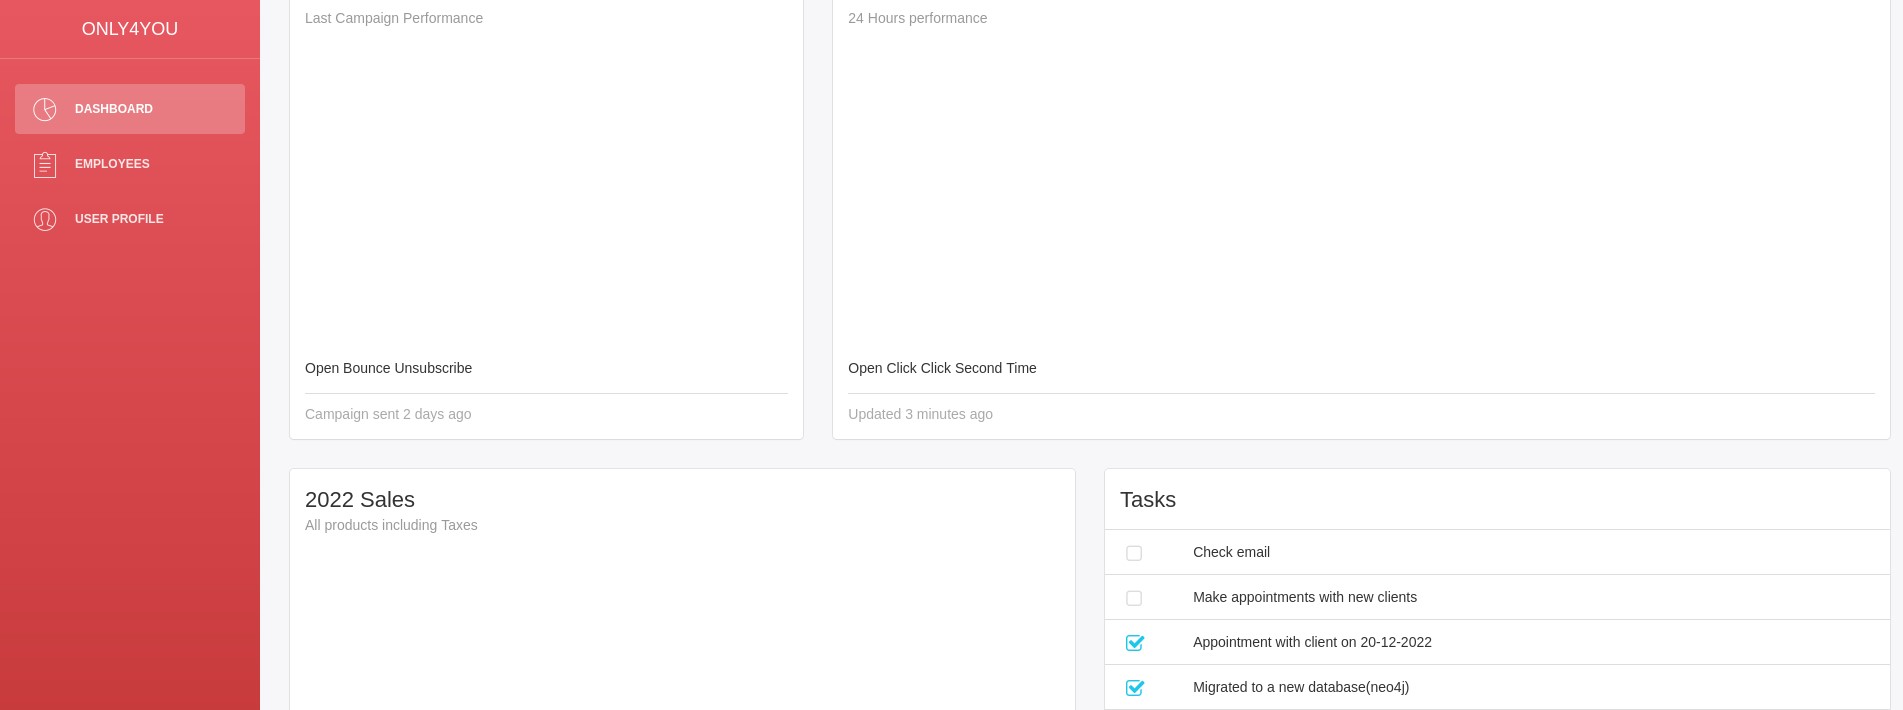 ONLY4YOU
DASHBOARD
EMPLOYEES
USER PROFILE
Last Campaign Performance
Open Bounce Unsubscribe
Campaign sent 2 days ago
24 Hours performance
Open Click Click Second Time
Updated 3 minutes ago
2022 Sales
All products including Taxes
Tasks
Check email
Make appointments with new clients
Appointment with client on 20-12-2022
Migrated to a new database(neo4j)